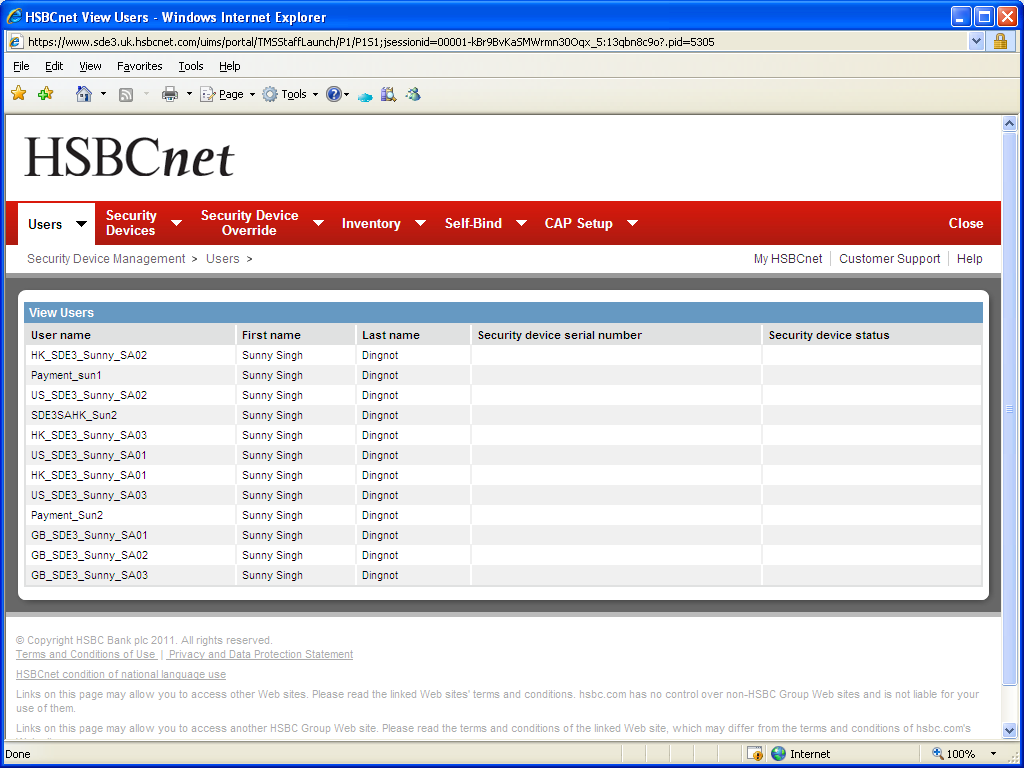 HSBCnet View Users - Windows Internet Explorer
https://www.sde3.uk.hsbcnet.com/uims/portal/TMSStaffLaunch/P1/P1S1;jsessionid=00001-kBr9BvKaSMWrmn30Oqx_5:13qbn8c9o?.pid=5305
File Edit View Favorites Tools Help
Page Tools
HSBCnet
Users Security Devices Security Device Override Inventory Self-Bind CAP Setup Close
Security Device Management > Users > My HSBCnet Customer Support Help
View Users
User name First name Last name Security device serial number Security device status
HK_SDE3_Sunny_SA02 Sunny Singh Dingnot
Payment_sun1 Sunny Singh Dingnot
US_SDE3_Sunny_SA02 Sunny Singh Dingnot
SDE3SAHK_Sun2 Sunny Singh Dingnot
HK_SDE3_Sunny_SA03 Sunny Singh Dingnot
US_SDE3_Sunny_SA01 Sunny Singh Dingnot
HK_SDE3_Sunny_SA01 Sunny Singh Dingnot
US_SDE3_Sunny_SA03 Sunny Singh Dingnot
Payment_Sun2 Sunny Singh Dingnot
GB_SDE3_Sunny_SA01 Sunny Singh Dingnot
GB_SDE3_Sunny_SA02 Sunny Singh Dingnot
GB_SDE3_Sunny_SA03 Sunny Singh Dingnot
© Copyright HSBC Bank plc 2011. All rights reserved.
Terms and Conditions of Use | Privacy and Data Protection Statement
HSBCnet condition of national language use
Links on this page may allow you to access other Web sites. Please read the linked Web sites' terms and conditions. hsbc.com has no control over non-HSBC Group Web sites and is not liable for your
use of them.
Links on this page may allow you to access another HSBC Group Web site. Please read the terms and conditions of the linked Web site, which may differ from the terms and conditions of hsbc.com's
Done Internet 100%